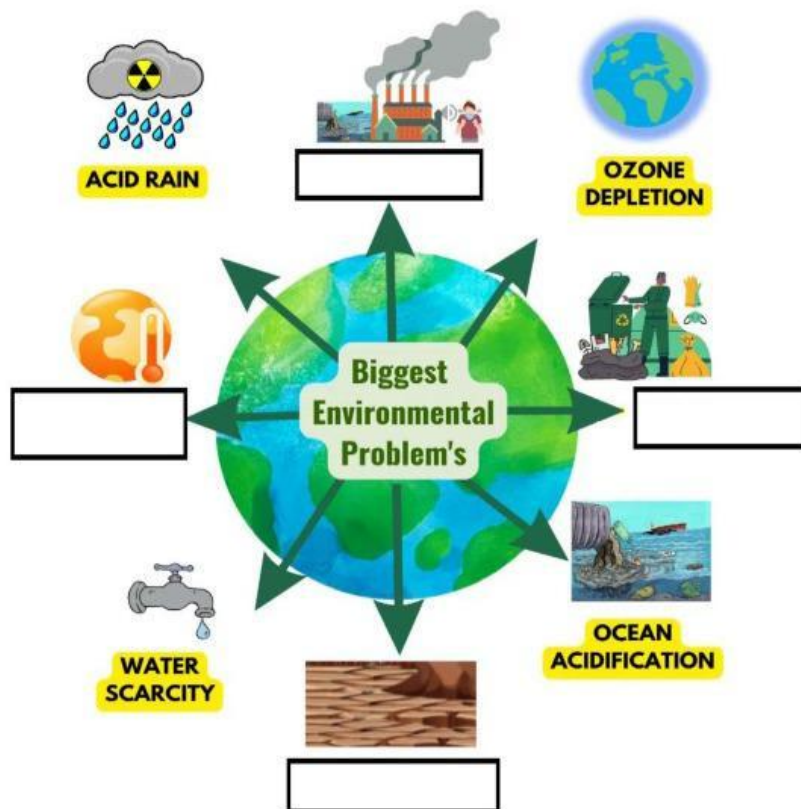 ACID RAIN
OZONE
DEPLETION
Biggest
Environmental
Problem's
WATER
SCARCITY
OCEAN
ACIDIFICATION